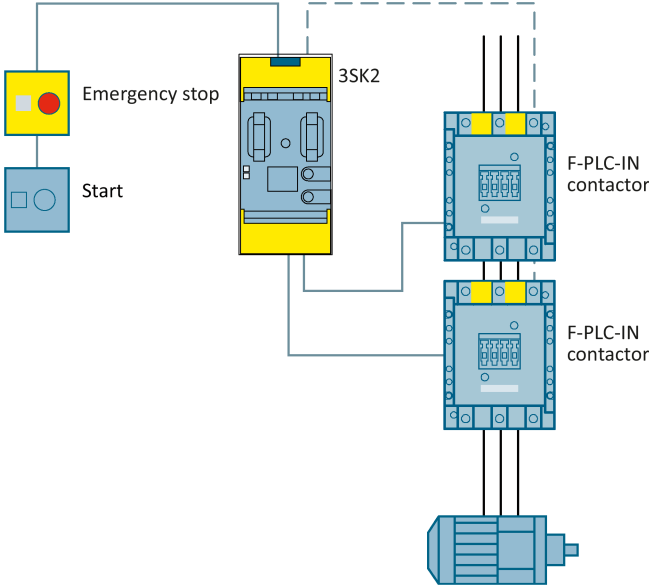 3SK2
Emergency stop
F-PLC-IN
contactor
Start
F-PLC-IN
contactor